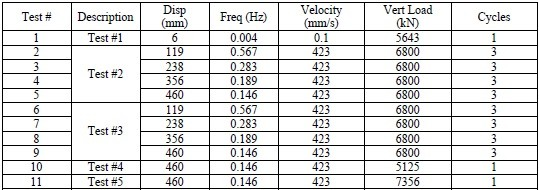 Test # Description Disp (mm) Freq (Hz) Velocity (mm/s) Vert Load (kN) Cycles
1 Test #1 6 0.004 0.1 5643 1
2 Test #2 119 0.567 423 6800 3
3 238 0.283 423 6800 3
4 356 0.189 423 6800 3
5 460 0.146 423 6800 3
6 Test #3 119 0.567 423 6800 3
7 238 0.283 423 6800 3
8 356 0.189 423 6800 3
9 460 0.146 423 6800 3
10 Test #4 460 0.146 423 5125 1
11 Test #5 460 0.146 423 7356 1